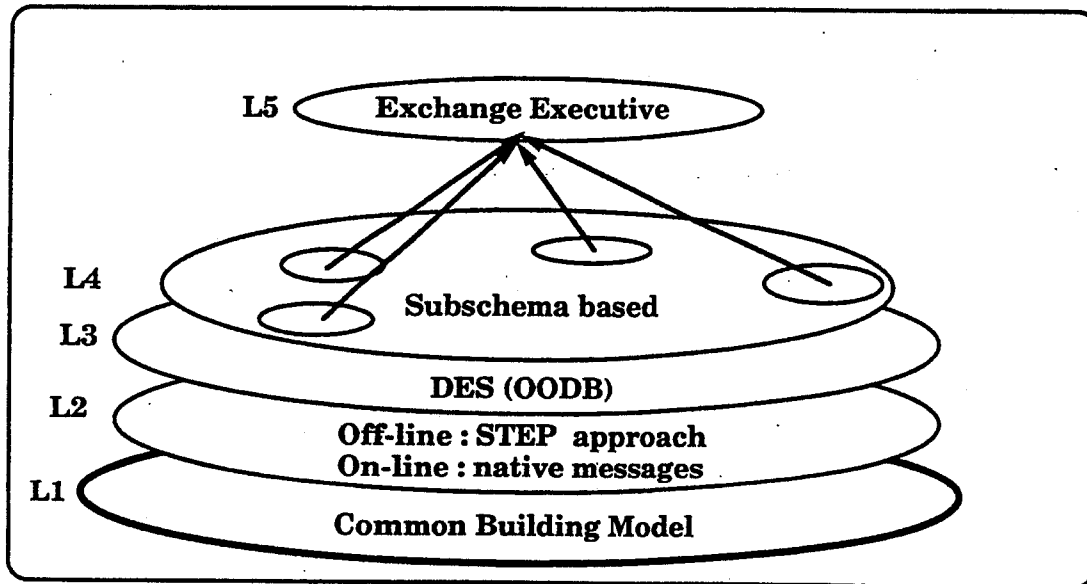 L5 Exchange Executive
L4 Subschema based
L3 DES (OODB)
L2 Off-line : STEP approach
On-line : native messages
L1 Common Building Model